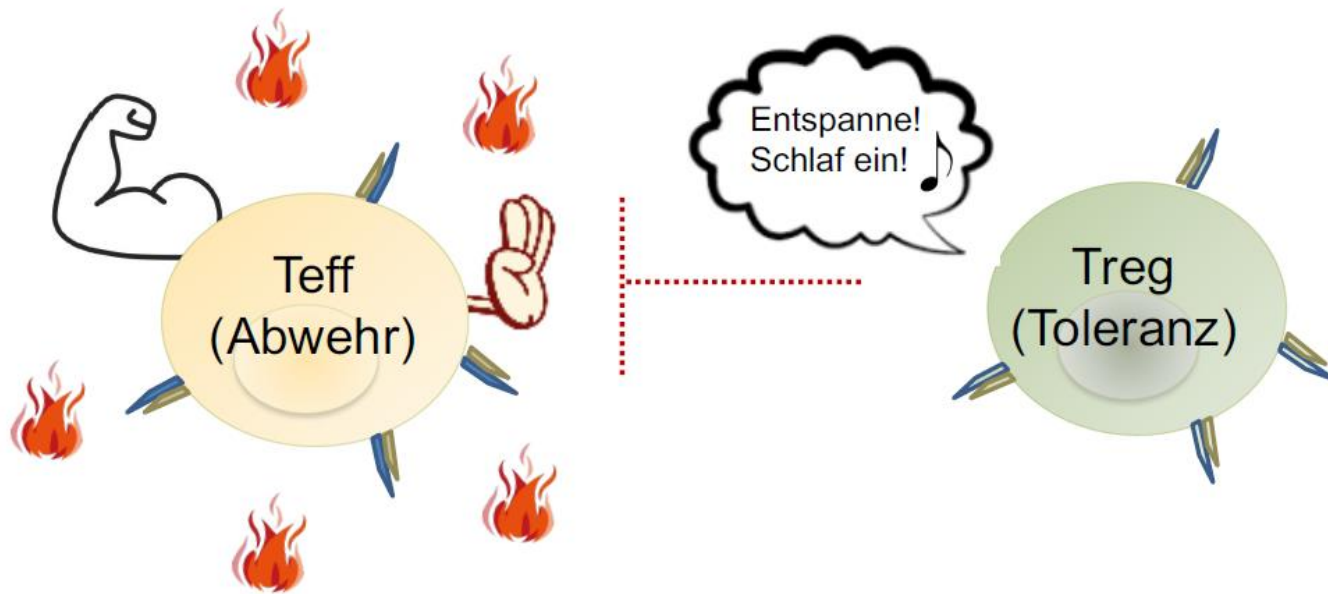 Entspanne!
Schlaf ein!
Teff
(Abwehr)
Treg
(Toleranz)